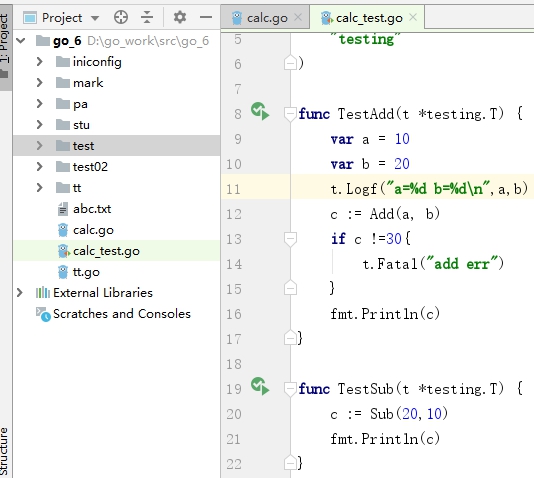 1: Project
Structure
Project
go_6 D:\go_work\src\go_6
iniconfig
mark
pa
stu
test
test02
tt
abc.txt
calc.go
calc_test.go
tt.go
External Libraries
Scratches and Consoles
calc.go calc_test.go
5 "testing"
6 )
7
8 func TestAdd(t *testing.T) {
9 var a = 10
10 var b = 20
11 t.Logf("a=%d b=%d\n",a,b)
12 c := Add(a, b)
13 if c !=30{
14 t.Fatal("add err")
15 }
16 fmt.Println(c)
17 }
18
19 func TestSub(t *testing.T) {
20 c := Sub(20,10)
21 fmt.Println(c)
22 }